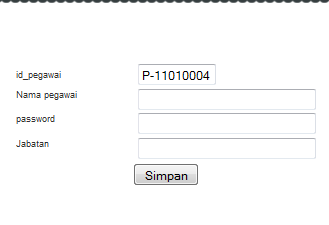 id_pegawai P-11010004
Nama pegawai
password
Jabatan
Simpan